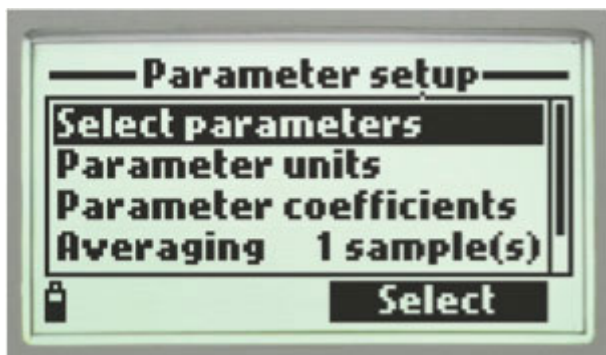 Parameter setup
Select parameters
Parameter units
Parameter coefficients
Averaging 1 sample(s)
Select